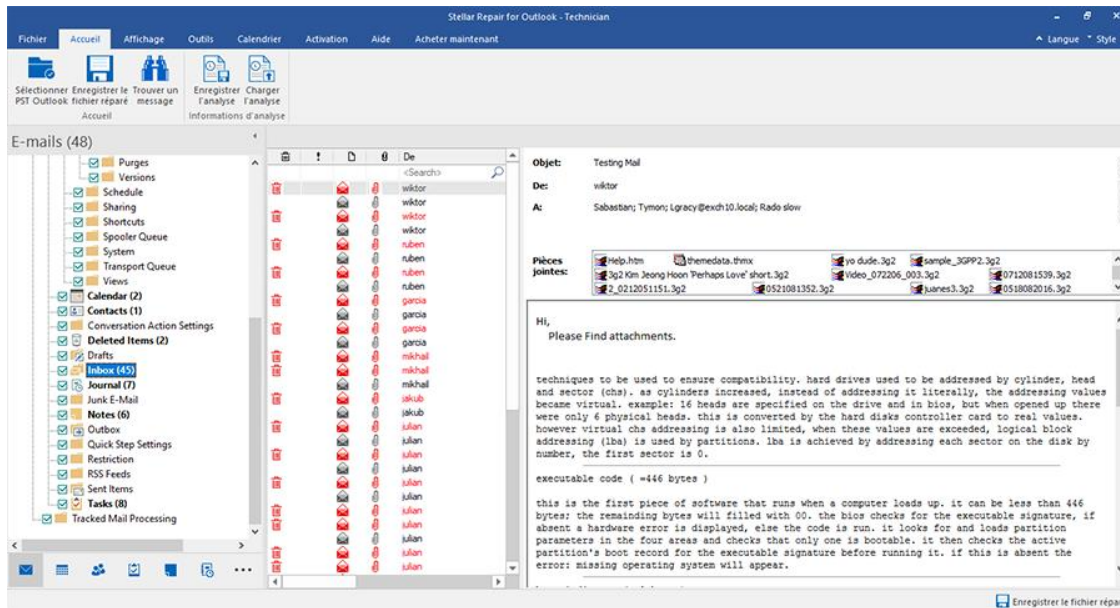 Stellar Repair for Outlook - Technician
Fichier Accueil Affichage Outils Calendrier Activation Aide Acheter maintenant
Langue Style
Sélectionner PST Outlook
Enregistrer le fichier réparé
Trouver un message
Enregistrer l'analyse
Charger l'analyse
Accueil
Informations d'analyse
E-mails (48)
Purges
Versions
Schedule
Sharing
Shortcuts
Spooler Queue
System
Transport Queue
Views
Calendar (2)
Contacts (1)
Conversation Action Settings
Deleted Items (2)
Drafts
Inbox (45)
Journal (7)
Junk E-Mail
Notes (6)
Outbox
Quick Step Settings
Restriction
RSS Feeds
Sent Items
Tasks (8)
Tracked Mail Processing
De
<Search>
wiktor
wiktor
wiktor
wiktor
ruben
ruben
ruben
ruben
garcia
garcia
garcia
garcia
mikhail
mikhail
mikhail
jakub
jakub
julian
julian
julian
julian
julian
julian
julian
julian
julian
julian
julian
Objet: Testing Mail
De: wiktor
A: Sabastian; Tymon; Lgracy@exch10.local; Rado slow
Pièces jointes:
Help.htm themedata.thmx yo dude.3g2 sample_3GPP2.3g2
3g2 Kim Jeong Hoon 'Perhaps Love' short.3g2 Video_072206_003.3g2 0712081539.3g2
2_0212051151.3g2 0521081352.3g2 juanes3.3g2 0518082016.3g2
Hi,
Please Find attachments.
techniques to be used to ensure compatibility. hard drives used to be addressed by cylinder, head
and sector (chs). as cylinders increased, instead of addressing it literally, the addressing values
became virtual. example: 16 heads are specified on the drive and in bios, but when opened up there
were only 6 physical heads. this is converted by the hard disks controller card to real values.
however virtual chs addressing is also limited, when these values are exceeded, logical block
addressing (lba) is used by partitions. lba is achieved by addressing each sector on the disk by
number, the first sector is 0.
executable code ( =446 bytes )
this is the first piece of software that runs when a computer loads up. it can be less than 446
bytes; the remaining bytes will filled with 00. the bios checks for the executable signature, if
absent a hardware error is displayed, else the code is run. it looks for and loads partition
parameters in the four areas and checks that only one is bootable. it then checks the active
partition's boot record for the executable signature before running it. if this is absent the
error: missing operating system will appear.
Enregistrer le fichier répar